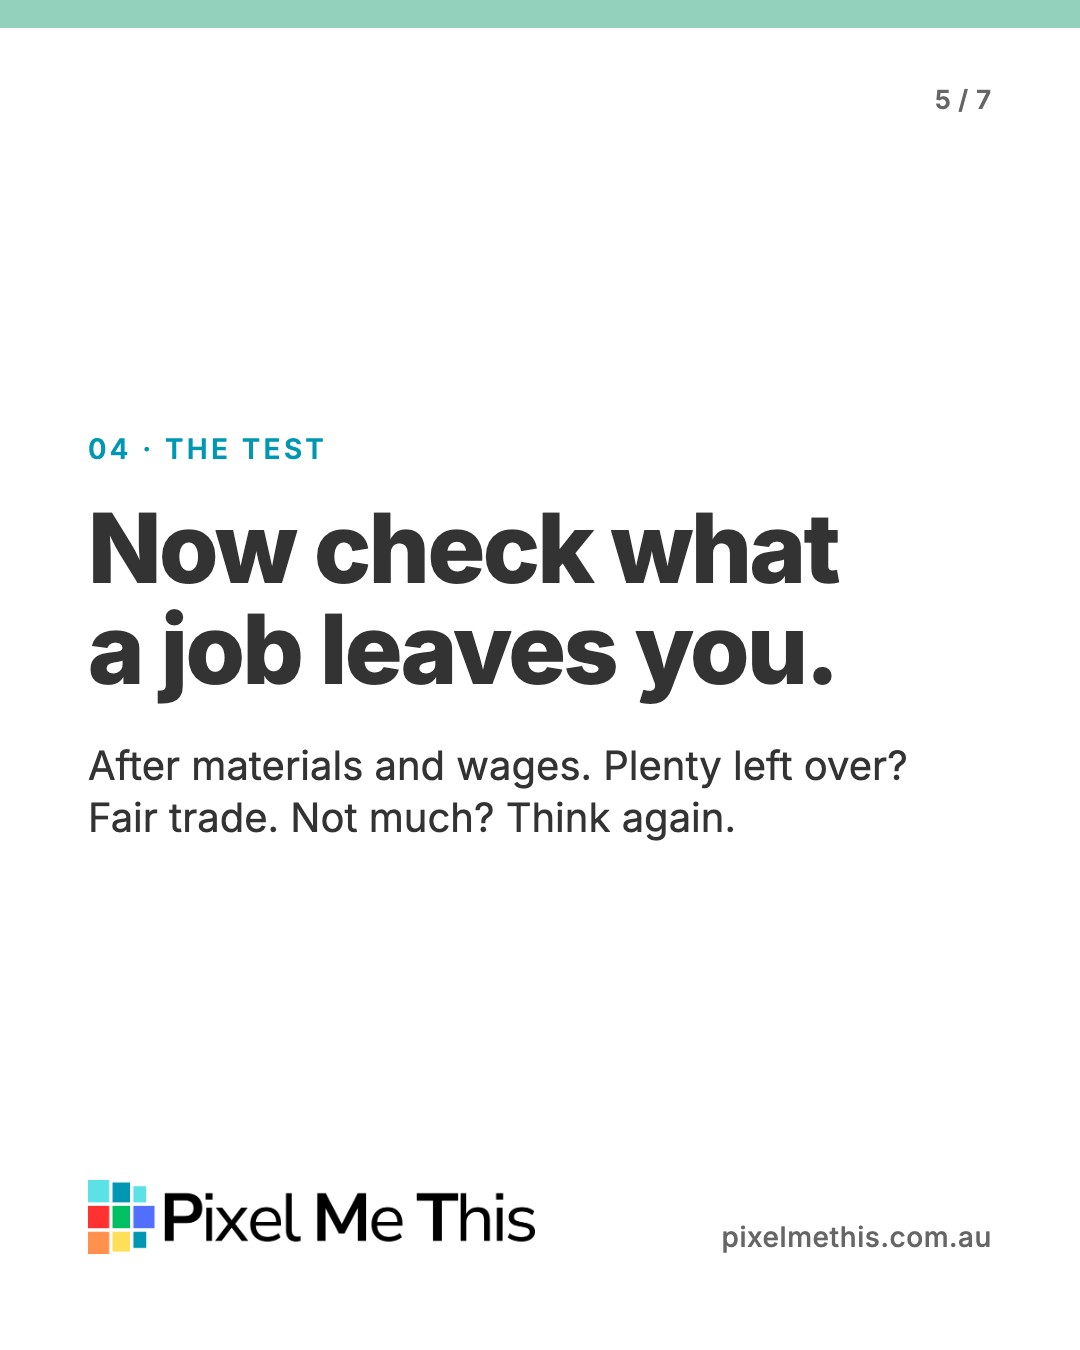 5 / 7
04 · THE TEST
Now check what
a job leaves you.
After materials and wages. Plenty left over?
Fair trade. Not much? Think again.
Pixel Me This
pixelmethis.com.au